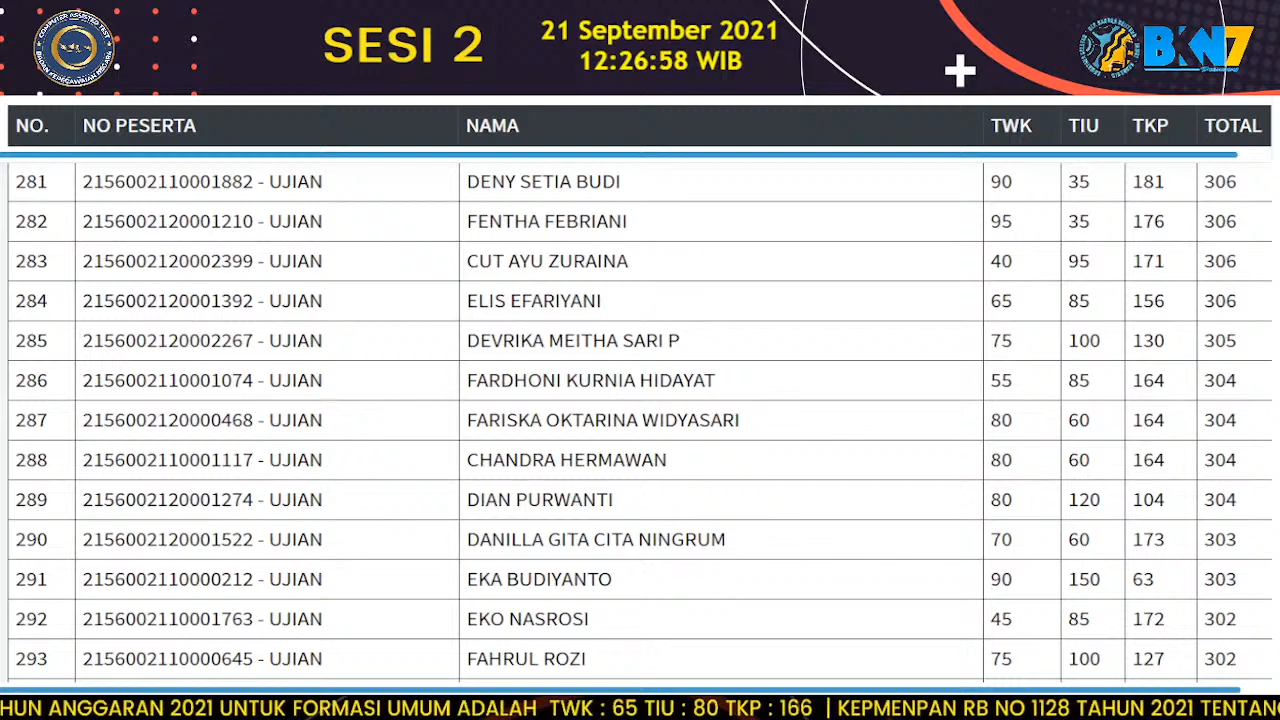 COMPUTER ASSISTED TEST
BADAN KEPEGAWAIAN NEGARA
SESI 2
21 September 2021
12:26:58 WIB
BKN7
NO. NO PESERTA NAMA TWK TIU TKP TOTAL
281 2156002110001882 - UJIAN DENY SETIA BUDI 90 35 181 306
282 2156002120001210 - UJIAN FENTHA FEBRIANI 95 35 176 306
283 2156002120002399 - UJIAN CUT AYU ZURAINA 40 95 171 306
284 2156002120001392 - UJIAN ELIS EFARIYANI 65 85 156 306
285 2156002120002267 - UJIAN DEVRIKA MEITHA SARI P 75 100 130 305
286 2156002110001074 - UJIAN FARDHONI KURNIA HIDAYAT 55 85 164 304
287 2156002120000468 - UJIAN FARISKA OKTARINA WIDYASARI 80 60 164 304
288 2156002110001117 - UJIAN CHANDRA HERMAWAN 80 60 164 304
289 2156002120001274 - UJIAN DIAN PURWANTI 80 120 104 304
290 2156002120001522 - UJIAN DANILLA GITA CITA NINGRUM 70 60 173 303
291 2156002110000212 - UJIAN EKA BUDIYANTO 90 150 63 303
292 2156002110001763 - UJIAN EKO NASROSI 45 85 172 302
293 2156002110000645 - UJIAN FAHRUL ROZI 75 100 127 302
HUN ANGGARAN 2021 UNTUK FORMASI UMUM ADALAH TWK : 65 TIU : 80 TKP : 166 | KEPMENPAN RB NO 1128 TAHUN 2021 TENTANG